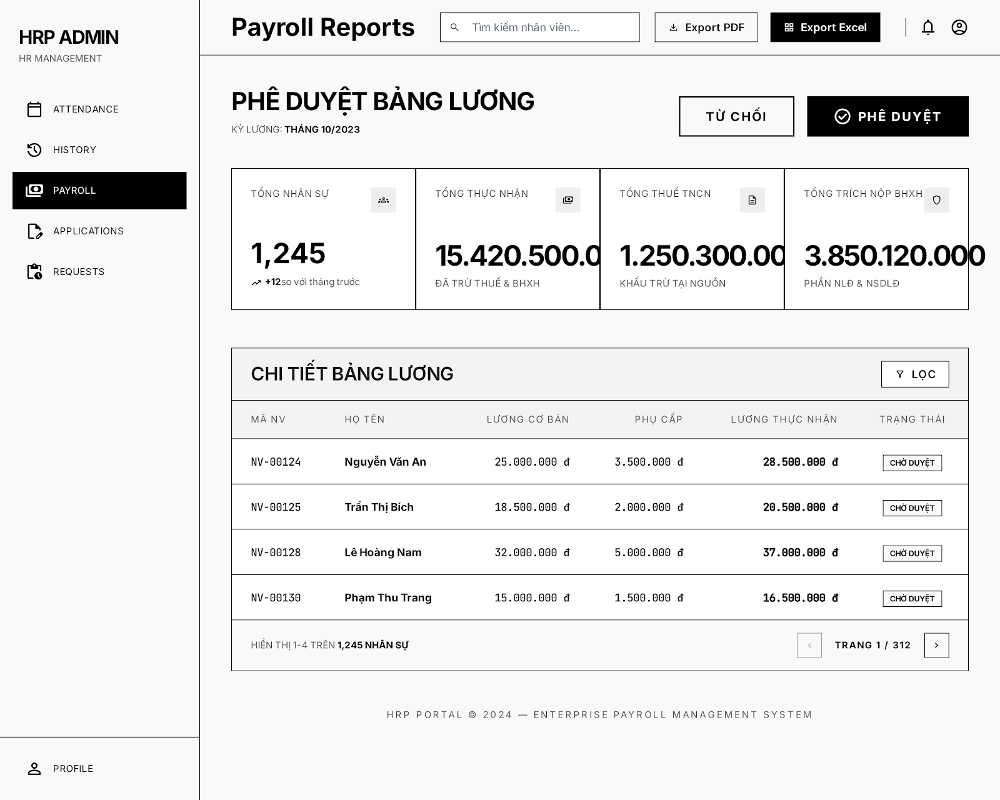 HRP ADMIN
HR MANAGEMENT
ATTENDANCE
HISTORY
PAYROLL
APPLICATIONS
REQUESTS
PROFILE
Payroll Reports
Tìm kiếm nhân viên...
Export PDF
Export Excel
PHÊ DUYỆT BẢNG LƯƠNG
KỲ LƯƠNG: THÁNG 10/2023
TỪ CHỐI
PHÊ DUYỆT
TỔNG NHÂN SỰ
1,245
+12so với tháng trước
TỔNG THỰC NHẬN
15.420.500.0
ĐÃ TRỪ THUẾ & BHXH
TỔNG THUẾ TNCN
1.250.300.00
KHẤU TRỪ TẠI NGUỒN
TỔNG TRÍCH NỘP BHXH
3.850.120.000
PHẦN NLĐ & NSDLĐ
CHI TIẾT BẢNG LƯƠNG
LỌC
MÃ NV HỌ TÊN LƯƠNG CƠ BẢN PHỤ CẤP LƯƠNG THỰC NHẬN TRẠNG THÁI
NV-00124 Nguyễn Văn An 25.000.000 đ 3.500.000 đ 28.500.000 đ CHỜ DUYỆT
NV-00125 Trần Thị Bích 18.500.000 đ 2.000.000 đ 20.500.000 đ CHỜ DUYỆT
NV-00128 Lê Hoàng Nam 32.000.000 đ 5.000.000 đ 37.000.000 đ CHỜ DUYỆT
NV-00130 Phạm Thu Trang 15.000.000 đ 1.500.000 đ 16.500.000 đ CHỜ DUYỆT
HIỂN THỊ 1-4 TRÊN 1,245 NHÂN SỰ
TRANG 1 / 312
HRP PORTAL © 2024 — ENTERPRISE PAYROLL MANAGEMENT SYSTEM